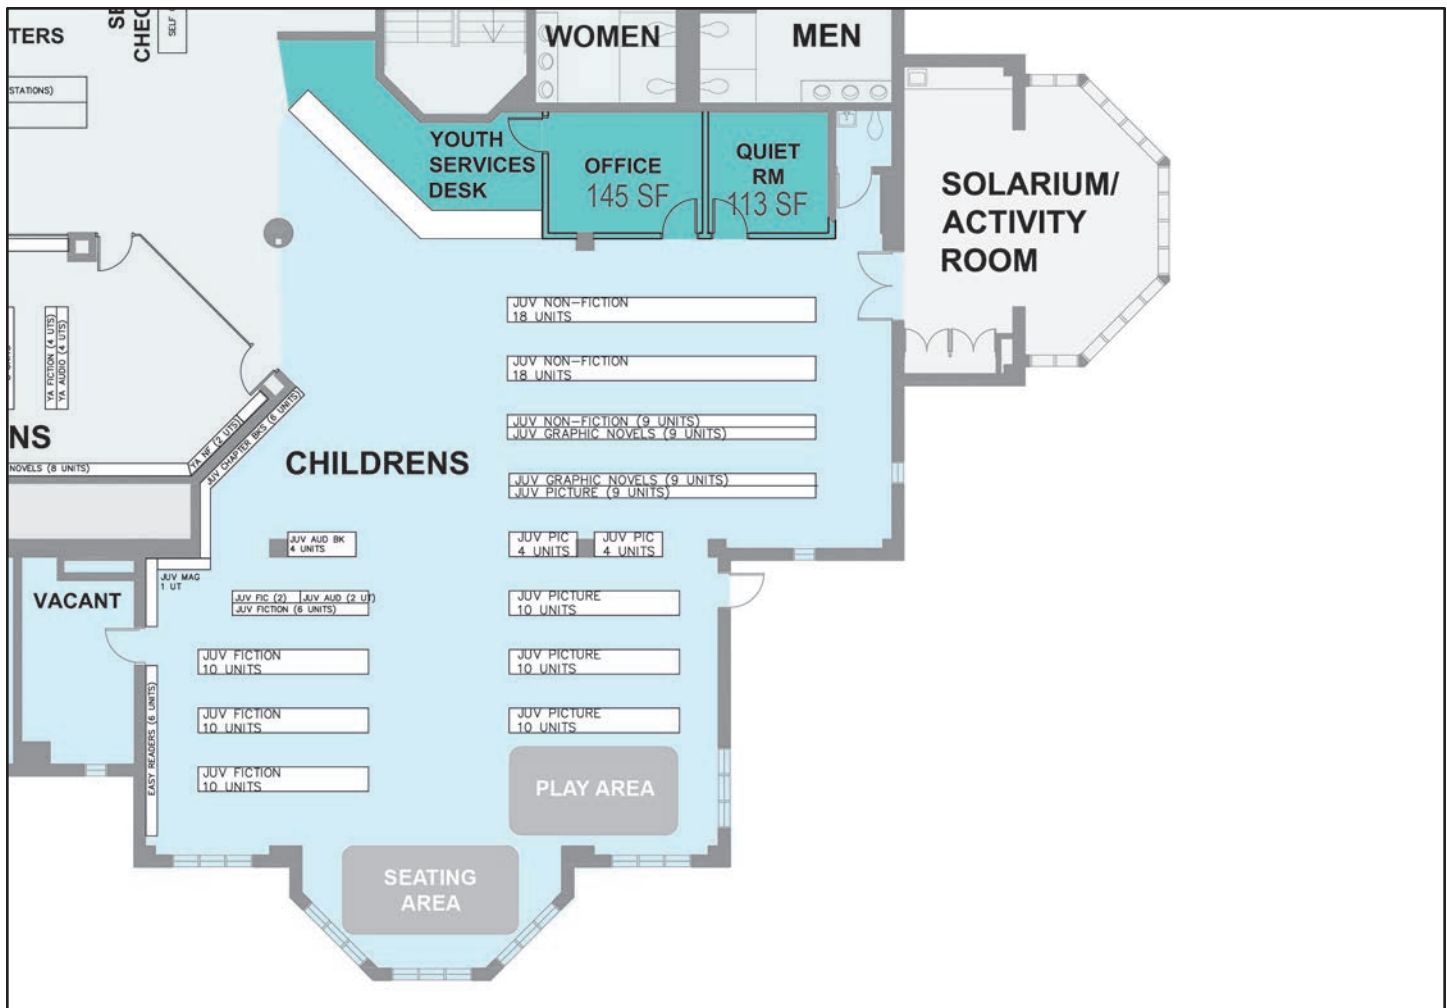 TERS
SELF
WOMEN
MEN
STATIONS)
YOUTH
SERVICES
DESK
OFFICE
145 SF
QUIET
RM
113 SF
SOLARIUM/
ACTIVITY
ROOM
JUV NON-FICTION
18 UNITS
JUV NON-FICTION
18 UNITS
YA FICTION (4 UTS)
YA AUDIO (4 UTS)
JUV NON-FICTION (9 UNITS)
JUV GRAPHIC NOVELS (9 UNITS)
NS
NOVELS (8 UNITS)
YA NF (2 UTS)
JUV CHAPTER BKS (6 UNITS)
CHILDRENS
JUV GRAPHIC NOVELS (9 UNITS)
JUV PICTURE (9 UNITS)
JUV AUD BK
4 UNITS
JUV PIC
4 UNITS
JUV PIC
4 UNITS
JUV MAG
1 UT
VACANT
JUV FIC (2)
JUV AUD (2 UT)
JUV FICTION (6 UNITS)
JUV PICTURE
10 UNITS
JUV FICTION
10 UNITS
JUV PICTURE
10 UNITS
EASY READERS (6 UNITS)
JUV FICTION
10 UNITS
JUV PICTURE
10 UNITS
JUV FICTION
10 UNITS
PLAY AREA
SEATING
AREA